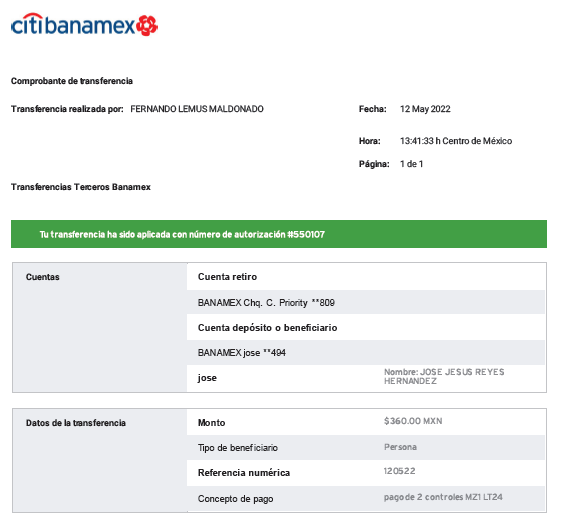 citibanamex
Comprobante de transferencia
Transferencia realizada por: FERNANDO LEMUS MALDONADO Fecha: 12 May 2022
Hora: 13:41:33 h Centro de México
Página: 1 de 1
Transferencias Terceros Banamex
Tu transferencia ha sido aplicada con número de autorización #550107
Cuentas Cuenta retiro
BANAMEX Chq. C. Priority **809
Cuenta depósito o beneficiario
BANAMEX jose **494
jose Nombre: JOSE JESUS REYES
HERNANDEZ
Datos de la transferencia Monto $360.00 MXN
Tipo de beneficiario Persona
Referencia numérica 120522
Concepto de pago pago de 2 controles MZ1 LT24